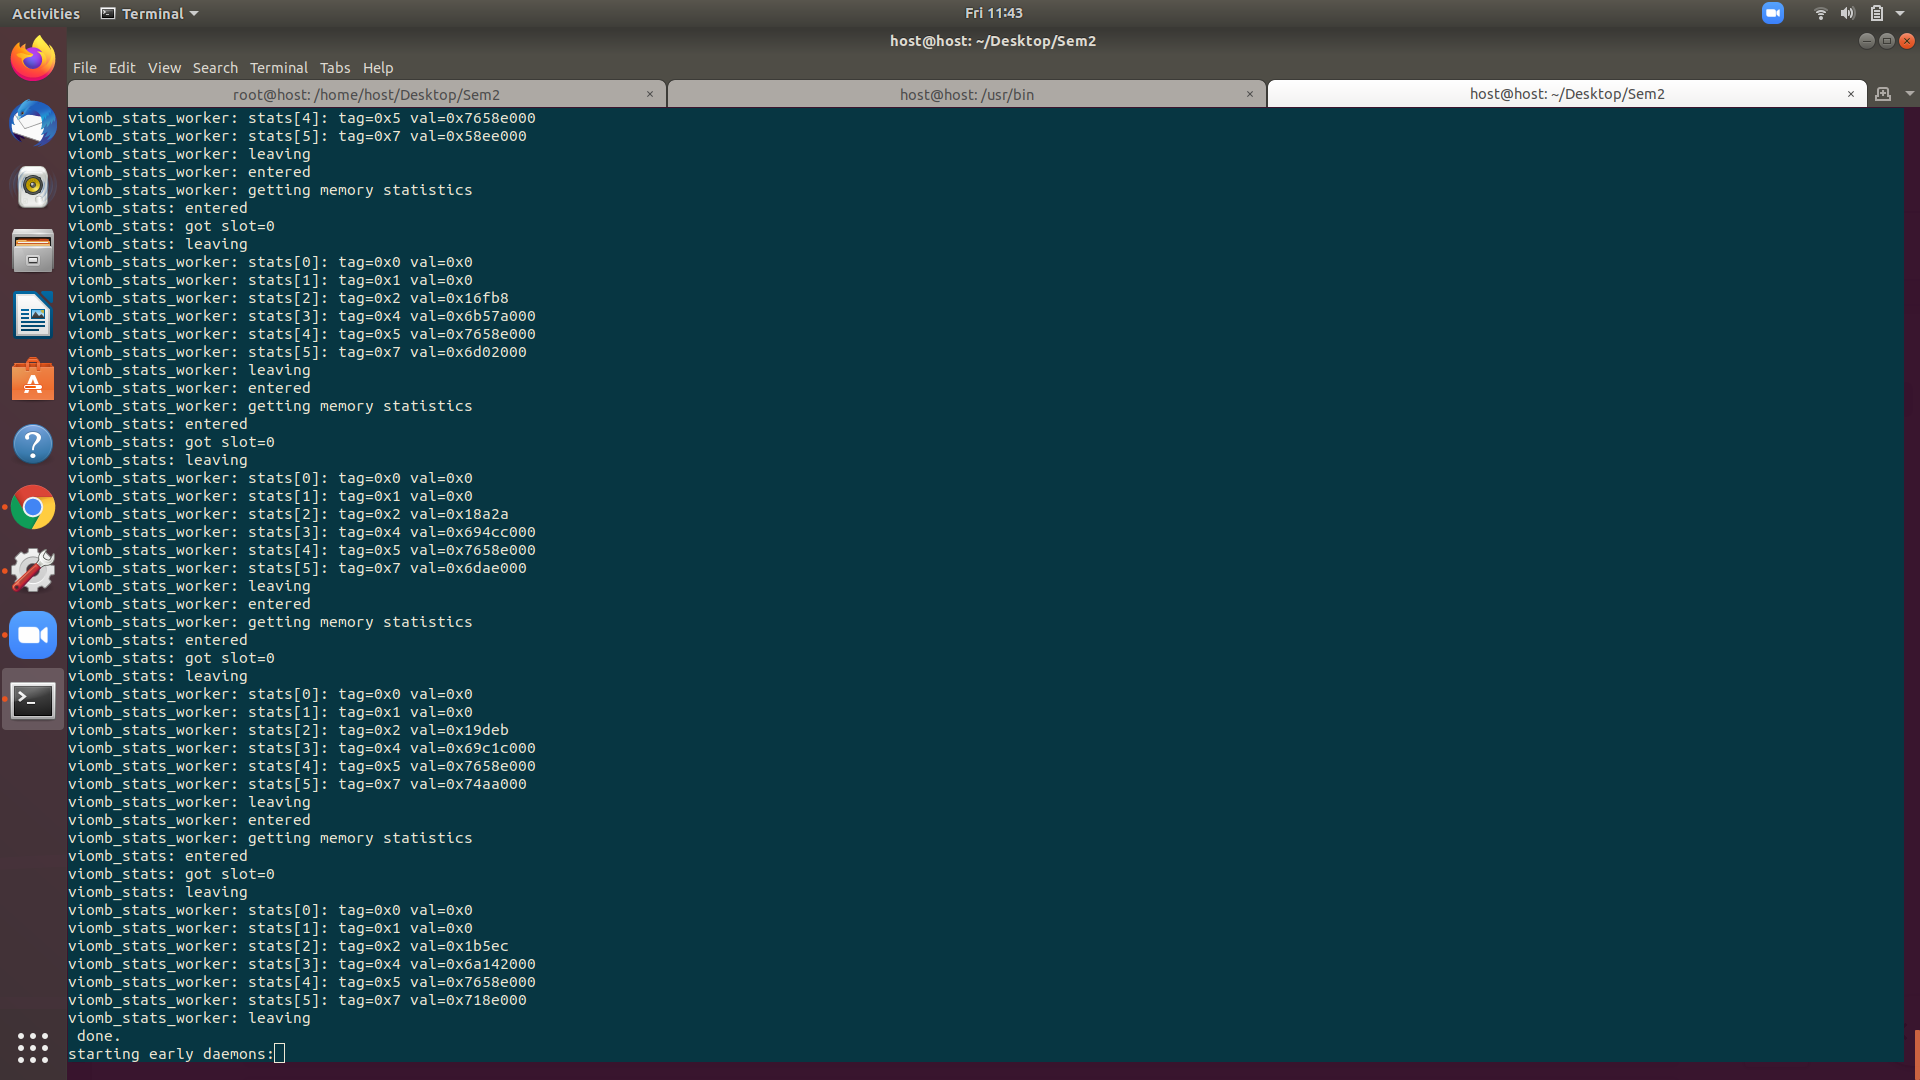 Activities Terminal Fri 11:43
host@host: ~/Desktop/Sem2
File Edit View Search Terminal Tabs Help
root@host: /home/host/Desktop/Sem2 × host@host: /usr/bin × host@host: ~/Desktop/Sem2 ×
viomb_stats_worker: stats[4]: tag=0x5 val=0x7658e000
viomb_stats_worker: stats[5]: tag=0x7 val=0x58ee000
viomb_stats_worker: leaving
viomb_stats_worker: entered
viomb_stats_worker: getting memory statistics
viomb_stats: entered
viomb_stats: got slot=0
viomb_stats: leaving
viomb_stats_worker: stats[0]: tag=0x0 val=0x0
viomb_stats_worker: stats[1]: tag=0x1 val=0x0
viomb_stats_worker: stats[2]: tag=0x2 val=0x16fb8
viomb_stats_worker: stats[3]: tag=0x4 val=0x6b57a000
viomb_stats_worker: stats[4]: tag=0x5 val=0x7658e000
viomb_stats_worker: stats[5]: tag=0x7 val=0x6d02000
viomb_stats_worker: leaving
viomb_stats_worker: entered
viomb_stats_worker: getting memory statistics
viomb_stats: entered
viomb_stats: got slot=0
viomb_stats: leaving
viomb_stats_worker: stats[0]: tag=0x0 val=0x0
viomb_stats_worker: stats[1]: tag=0x1 val=0x0
viomb_stats_worker: stats[2]: tag=0x2 val=0x18a2a
viomb_stats_worker: stats[3]: tag=0x4 val=0x694cc000
viomb_stats_worker: stats[4]: tag=0x5 val=0x7658e000
viomb_stats_worker: stats[5]: tag=0x7 val=0x6dae000
viomb_stats_worker: leaving
viomb_stats_worker: entered
viomb_stats_worker: getting memory statistics
viomb_stats: entered
viomb_stats: got slot=0
viomb_stats: leaving
viomb_stats_worker: stats[0]: tag=0x0 val=0x0
viomb_stats_worker: stats[1]: tag=0x1 val=0x0
viomb_stats_worker: stats[2]: tag=0x2 val=0x19deb
viomb_stats_worker: stats[3]: tag=0x4 val=0x69c1c000
viomb_stats_worker: stats[4]: tag=0x5 val=0x7658e000
viomb_stats_worker: stats[5]: tag=0x7 val=0x74aa000
viomb_stats_worker: leaving
viomb_stats_worker: entered
viomb_stats_worker: getting memory statistics
viomb_stats: entered
viomb_stats: got slot=0
viomb_stats: leaving
viomb_stats_worker: stats[0]: tag=0x0 val=0x0
viomb_stats_worker: stats[1]: tag=0x1 val=0x0
viomb_stats_worker: stats[2]: tag=0x2 val=0x1b5ec
viomb_stats_worker: stats[3]: tag=0x4 val=0x6a142000
viomb_stats_worker: stats[4]: tag=0x5 val=0x7658e000
viomb_stats_worker: stats[5]: tag=0x7 val=0x718e000
viomb_stats_worker: leaving
 done.
starting early daemons: